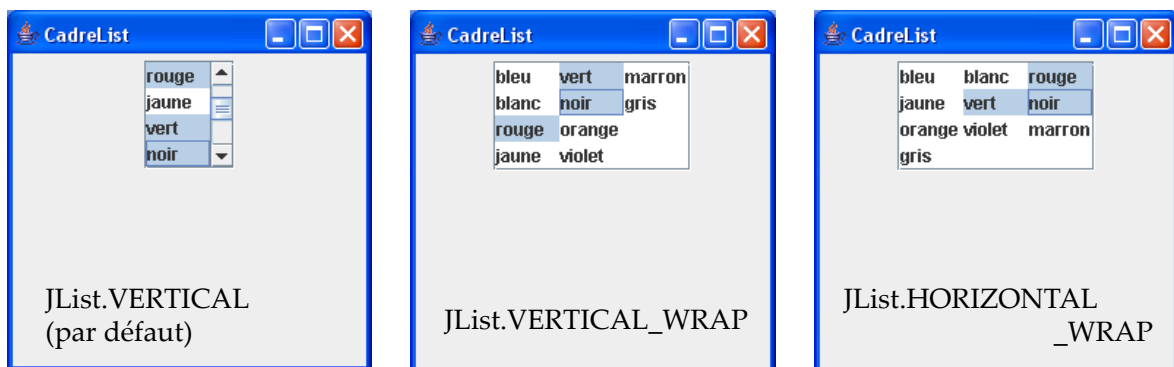 CadreList
rouge
jaune
vert
noir
JList.VERTICAL
(par défaut)
CadreList
bleu vert marron
blanc noir gris
rouge orange
jaune violet
JList.VERTICAL_WRAP
CadreList
bleu blanc rouge
jaune vert noir
orange violet marron
gris
JList.HORIZONTAL
_WRAP